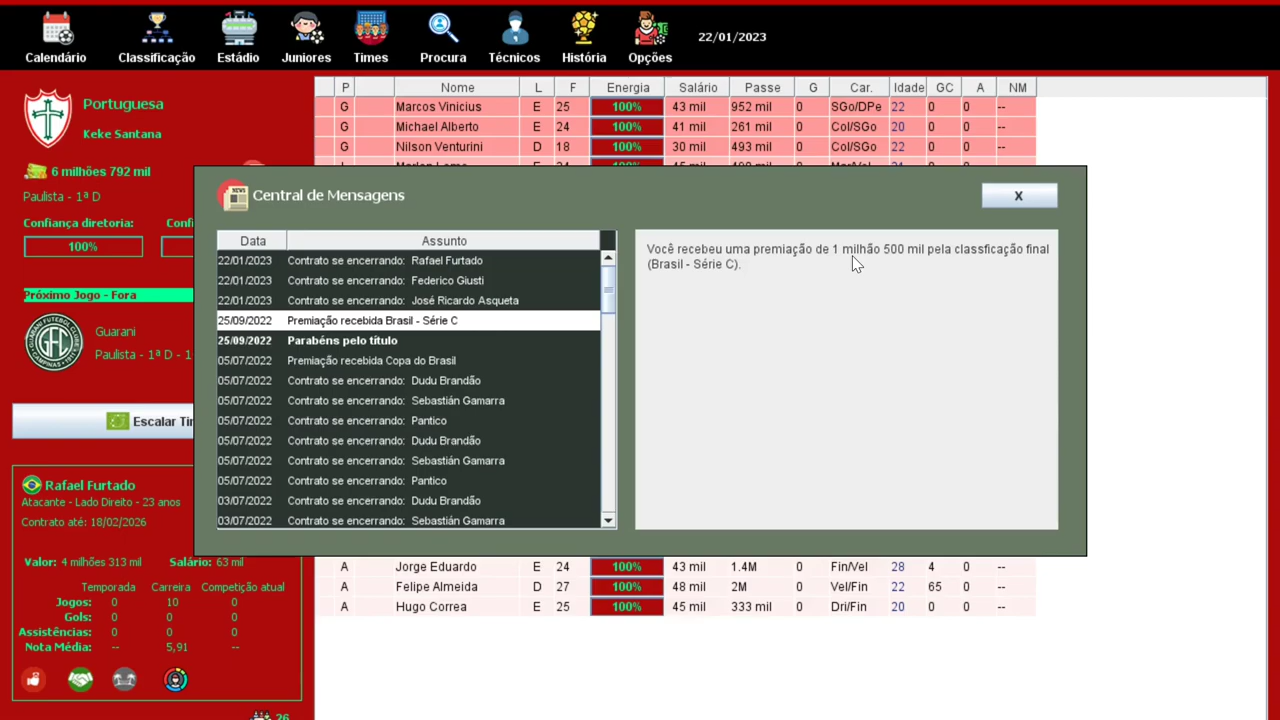 22/01/2023
Calendário Classificação Estádio Juniores Times Procura Técnicos História Opções
P Nome L F Energia Salário Passe G Car. Idade GC A NM
Portuguesa
Keke Santana
6 milhões 792 mil
Paulista - 1ª D
Confiança diretoria:
Confi
100%
G Marcos Vinicius E 25 100% 43 mil 952 mil 0 SGo/DPe 22 0 0 --
G Michael Alberto E 24 100% 41 mil 261 mil 0 Col/SGo 20 0 0 --
G Nilson Venturini D 18 100% 30 mil 493 mil 0 Col/SGo 22 0 0 --
Próximo Jogo - Fora
Guarani
Paulista - 1ª D - 1
Escalar Tir
NEWS
Central de Mensagens
X
Data Assunto
22/01/2023 Contrato se encerrando: Rafael Furtado
22/01/2023 Contrato se encerrando: Federico Giusti
22/01/2023 Contrato se encerrando: José Ricardo Asqueta
25/09/2022 Premiação recebida Brasil - Série C
25/09/2022 Parabéns pelo título
05/07/2022 Premiação recebida Copa do Brasil
05/07/2022 Contrato se encerrando: Dudu Brandão
05/07/2022 Contrato se encerrando: Sebastián Gamarra
05/07/2022 Contrato se encerrando: Pantico
05/07/2022 Contrato se encerrando: Dudu Brandão
05/07/2022 Contrato se encerrando: Sebastián Gamarra
05/07/2022 Contrato se encerrando: Pantico
03/07/2022 Contrato se encerrando: Dudu Brandão
03/07/2022 Contrato se encerrando: Sebastián Gamarra
Você recebeu uma premiação de 1 milhão 500 mil pela classficação final
(Brasil - Série C).
Rafael Furtado
Atacante - Lado Direito - 23 anos
Contrato até: 18/02/2026
Valor: 4 milhões 313 mil Salário: 63 mil
Temporada Carreira Competição atual
Jogos: 0 10 0
Gols: 0 0 0
Assistências: 0 0 0
Nota Média: -- 5,91 --
26
A Jorge Eduardo E 24 100% 43 mil 1.4M 0 Fin/Vel 28 4 0 --
A Felipe Almeida D 27 100% 48 mil 2M 0 Vel/Fin 22 65 0 --
A Hugo Correa E 25 100% 45 mil 333 mil 0 Dri/Fin 20 0 0 --